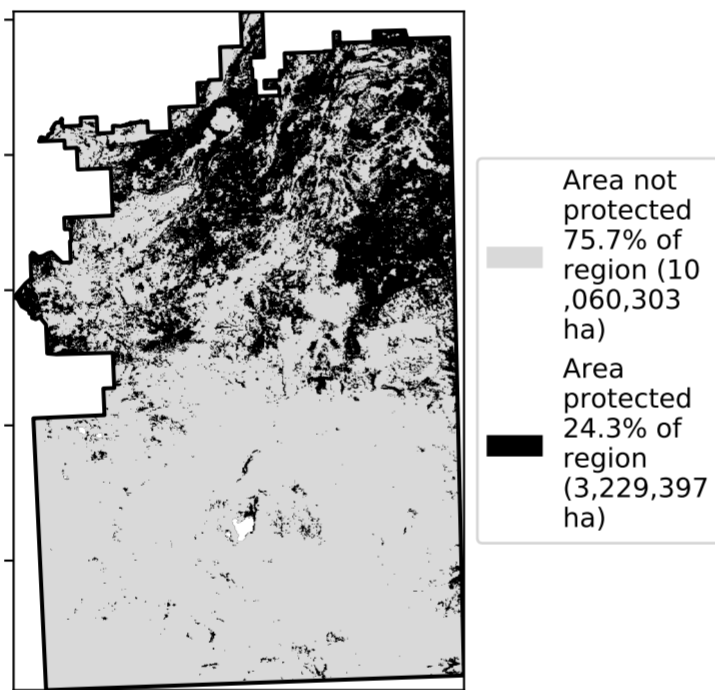 Area not
protected
75.7% of
region (10
,060,303
ha)
Area
protected
24.3% of
region
(3,229,397
ha)